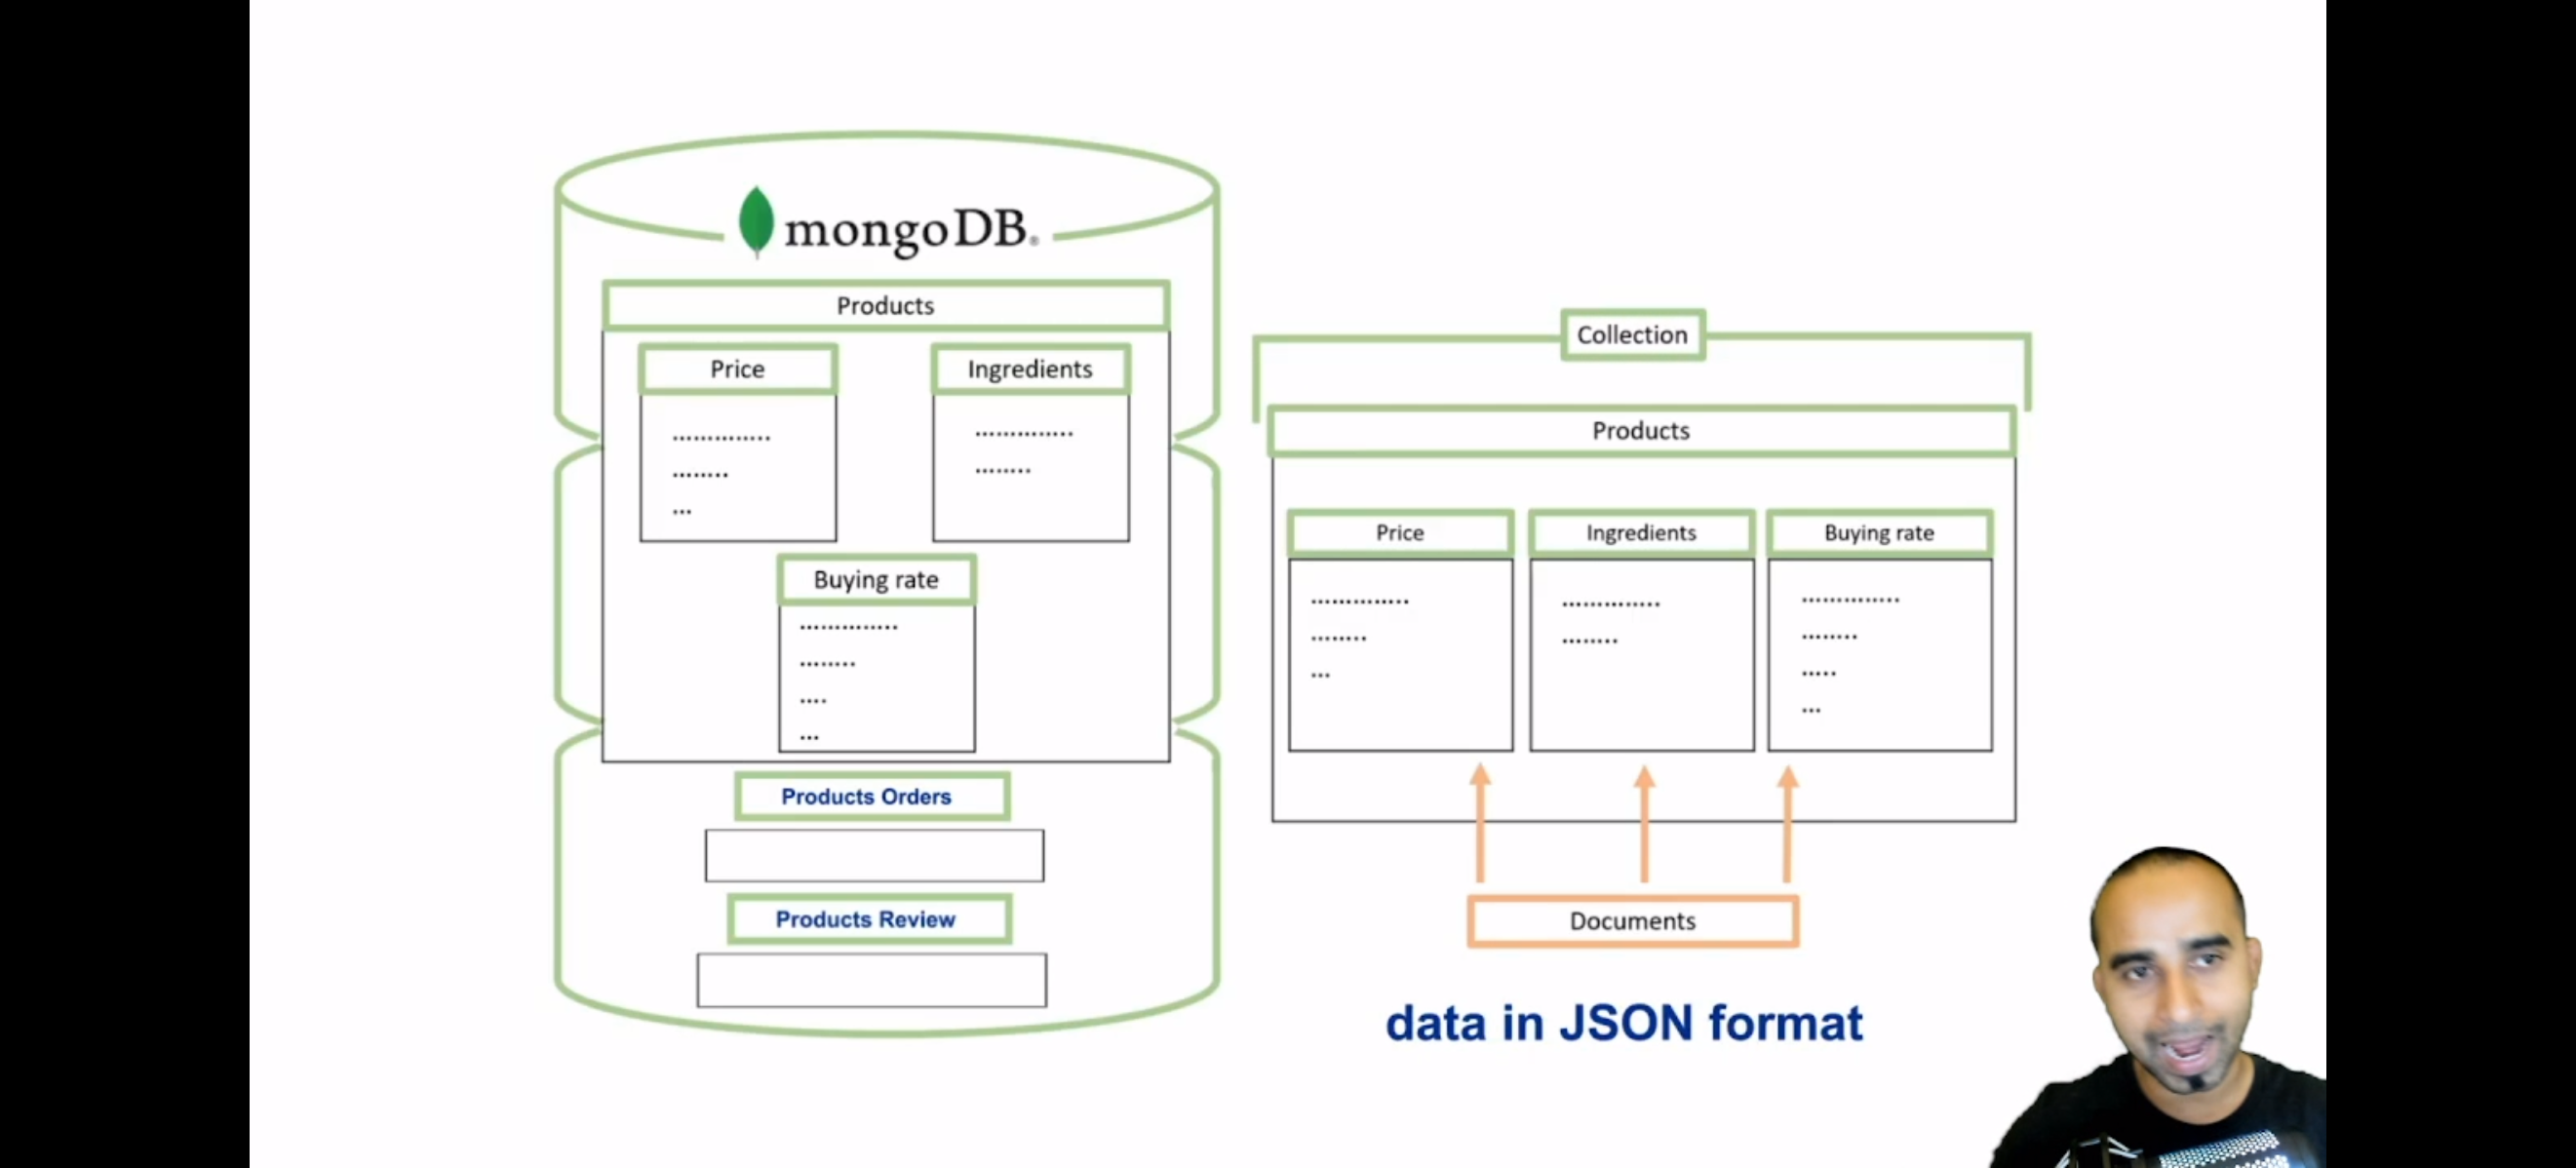 mongoDB®
Products
Price
Ingredients
..............
........
...
..............
........
Buying rate
..............
........
....
...
Products Orders
Products Review
Collection
Products
Price
Ingredients
Buying rate
..............
........
...
..............
........
..............
........
.....
...
Documents
data in JSON format